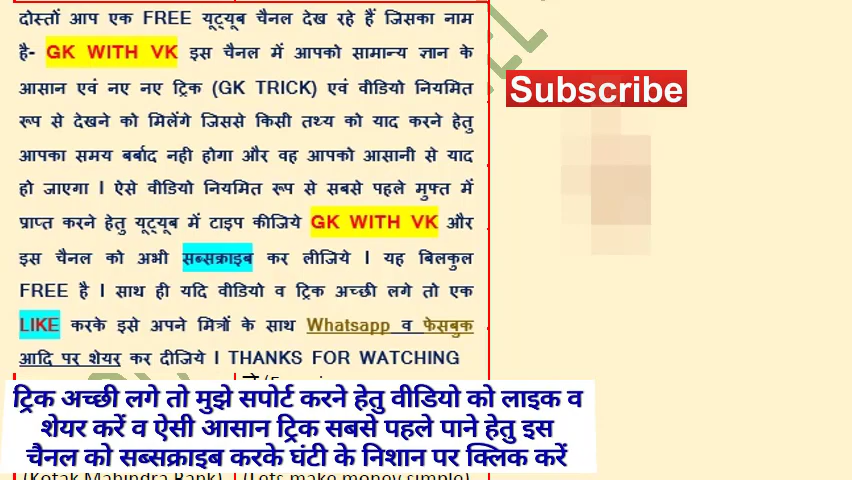 दोस्तों आप एक FREE यूट्यूब चैनल देख रहे हैं जिसका नाम
है- GK WITH VK इस चैनल में आपको सामान्य ज्ञान के
आसान एवं नए नए ट्रिक (GK TRICK) एवं वीडियो नियमित
रूप से देखने को मिलेंगे जिससे किसी तथ्य को याद करने हेतु
आपका समय बर्बाद नही होगा और वह आपको आसानी से याद
हो जाएगा । ऐसे वीडियो नियमित रूप से सबसे पहले मुफ्त में
प्राप्त करने हेतु यूट्यूब में टाइप कीजिये GK WITH VK और
इस चैनल को अभी सब्सक्राइब कर लीजिये । यह बिलकुल
FREE है । साथ ही यदि वीडियो व ट्रिक अच्छी लगे तो एक
LIKE करके इसे अपने मित्रों के साथ Whatsapp व फेसबुक
आदि पर शेयर कर दीजिये । THANKS FOR WATCHING
Subscribe
ट्रिक अच्छी लगे तो मुझे सपोर्ट करने हेतु वीडियो को लाइक व
शेयर करें व ऐसी आसान ट्रिक सबसे पहले पाने हेतु इस
चैनल को सब्सक्राइब करके घंटी के निशान पर क्लिक करें
(Kotak Mahindra Bank) (Lets make money simple)